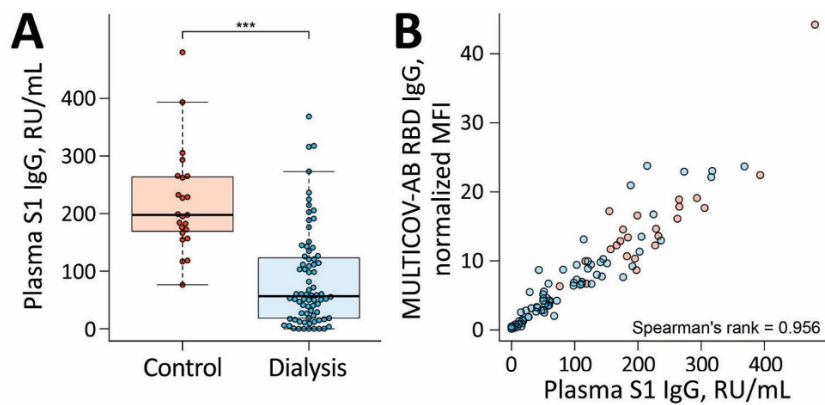 A
Plasma S1 IgG, RU/mL
400
300
200
100
0
***
Control
Dialysis
B
MULTICOV-AB RBD IgG,
normalized MFI
40
30
20
10
0
Spearman's rank = 0.956
0
100
200
300
400
Plasma S1 IgG, RU/mL